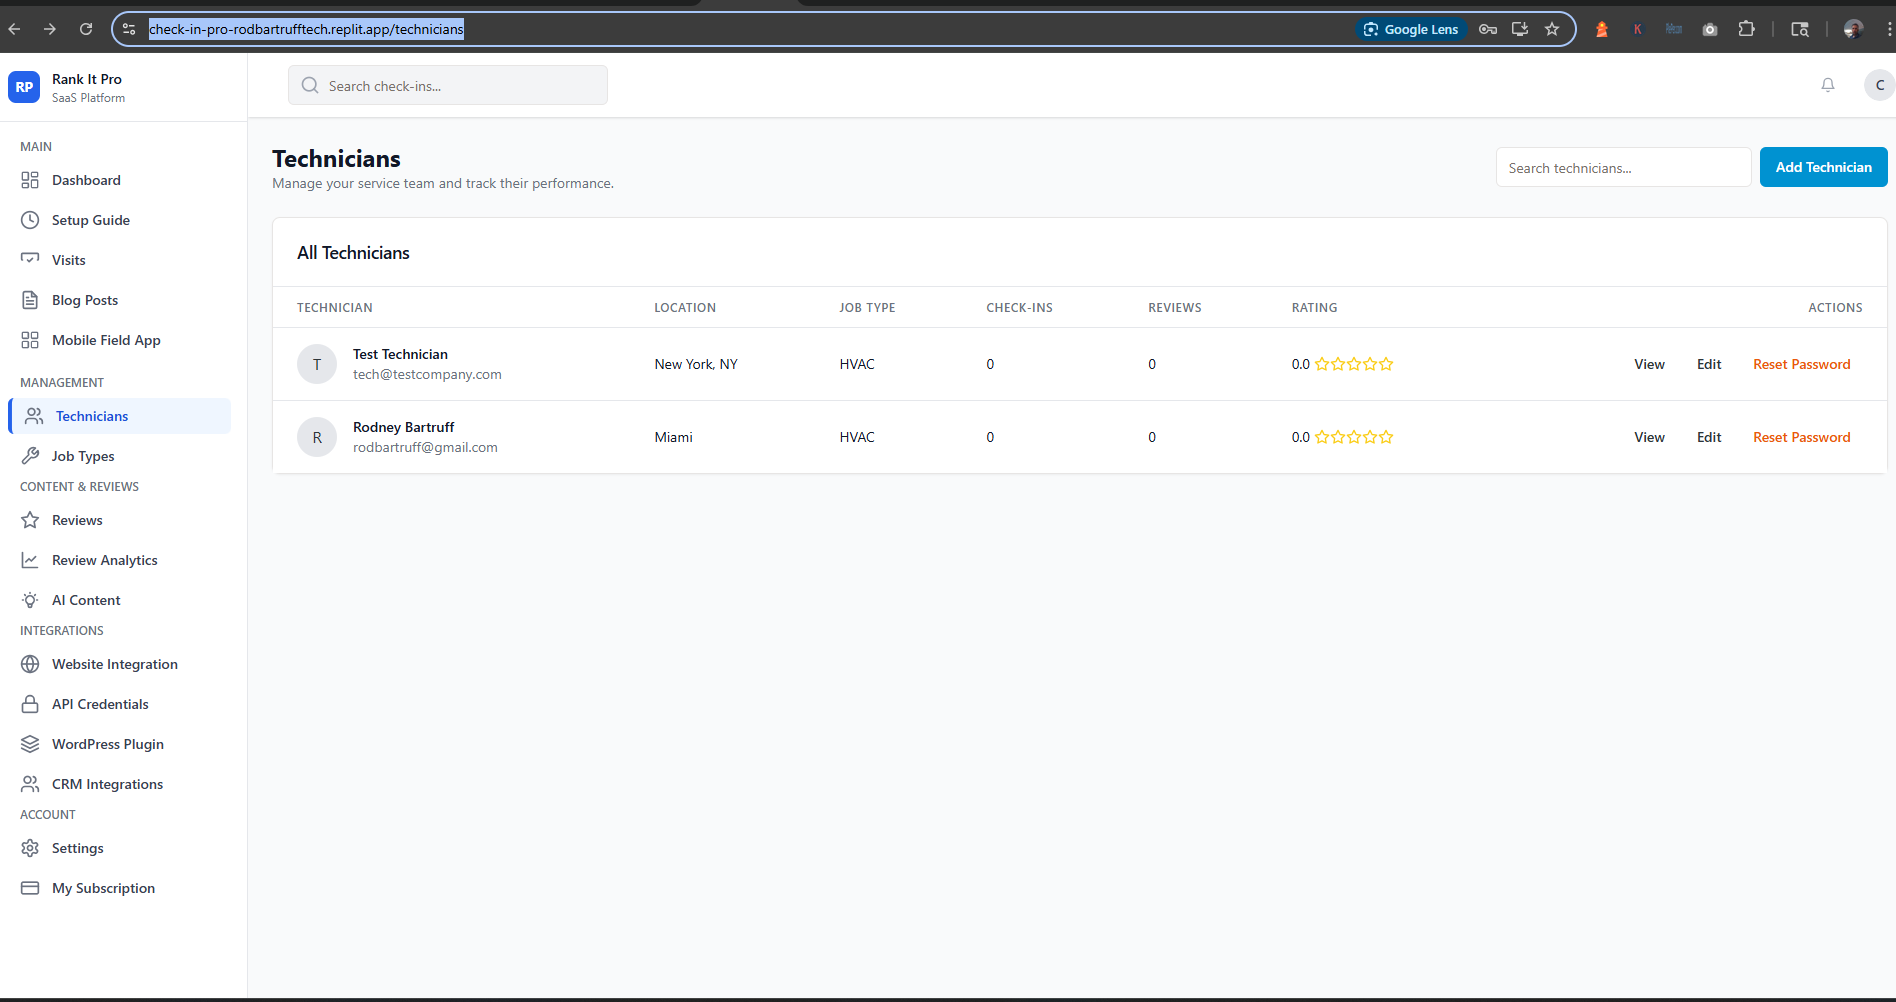 check-in-pro-rodbartrufftech.replit.app/technicians
Google Lens
K
RP
Rank It Pro
SaaS Platform
Search check-ins...
C
MAIN
Dashboard
Setup Guide
Visits
Blog Posts
Mobile Field App
MANAGEMENT
Technicians
Job Types
CONTENT & REVIEWS
Reviews
Review Analytics
AI Content
INTEGRATIONS
Website Integration
API Credentials
WordPress Plugin
CRM Integrations
ACCOUNT
Settings
My Subscription
Technicians
Manage your service team and track their performance.
Search technicians...
Add Technician
All Technicians
TECHNICIAN LOCATION JOB TYPE CHECK-INS REVIEWS RATING ACTIONS
T Test Technician New York, NY HVAC 0 0 0.0 View Edit Reset Password
tech@testcompany.com
R Rodney Bartruff Miami HVAC 0 0 0.0 View Edit Reset Password
rodbartruff@gmail.com